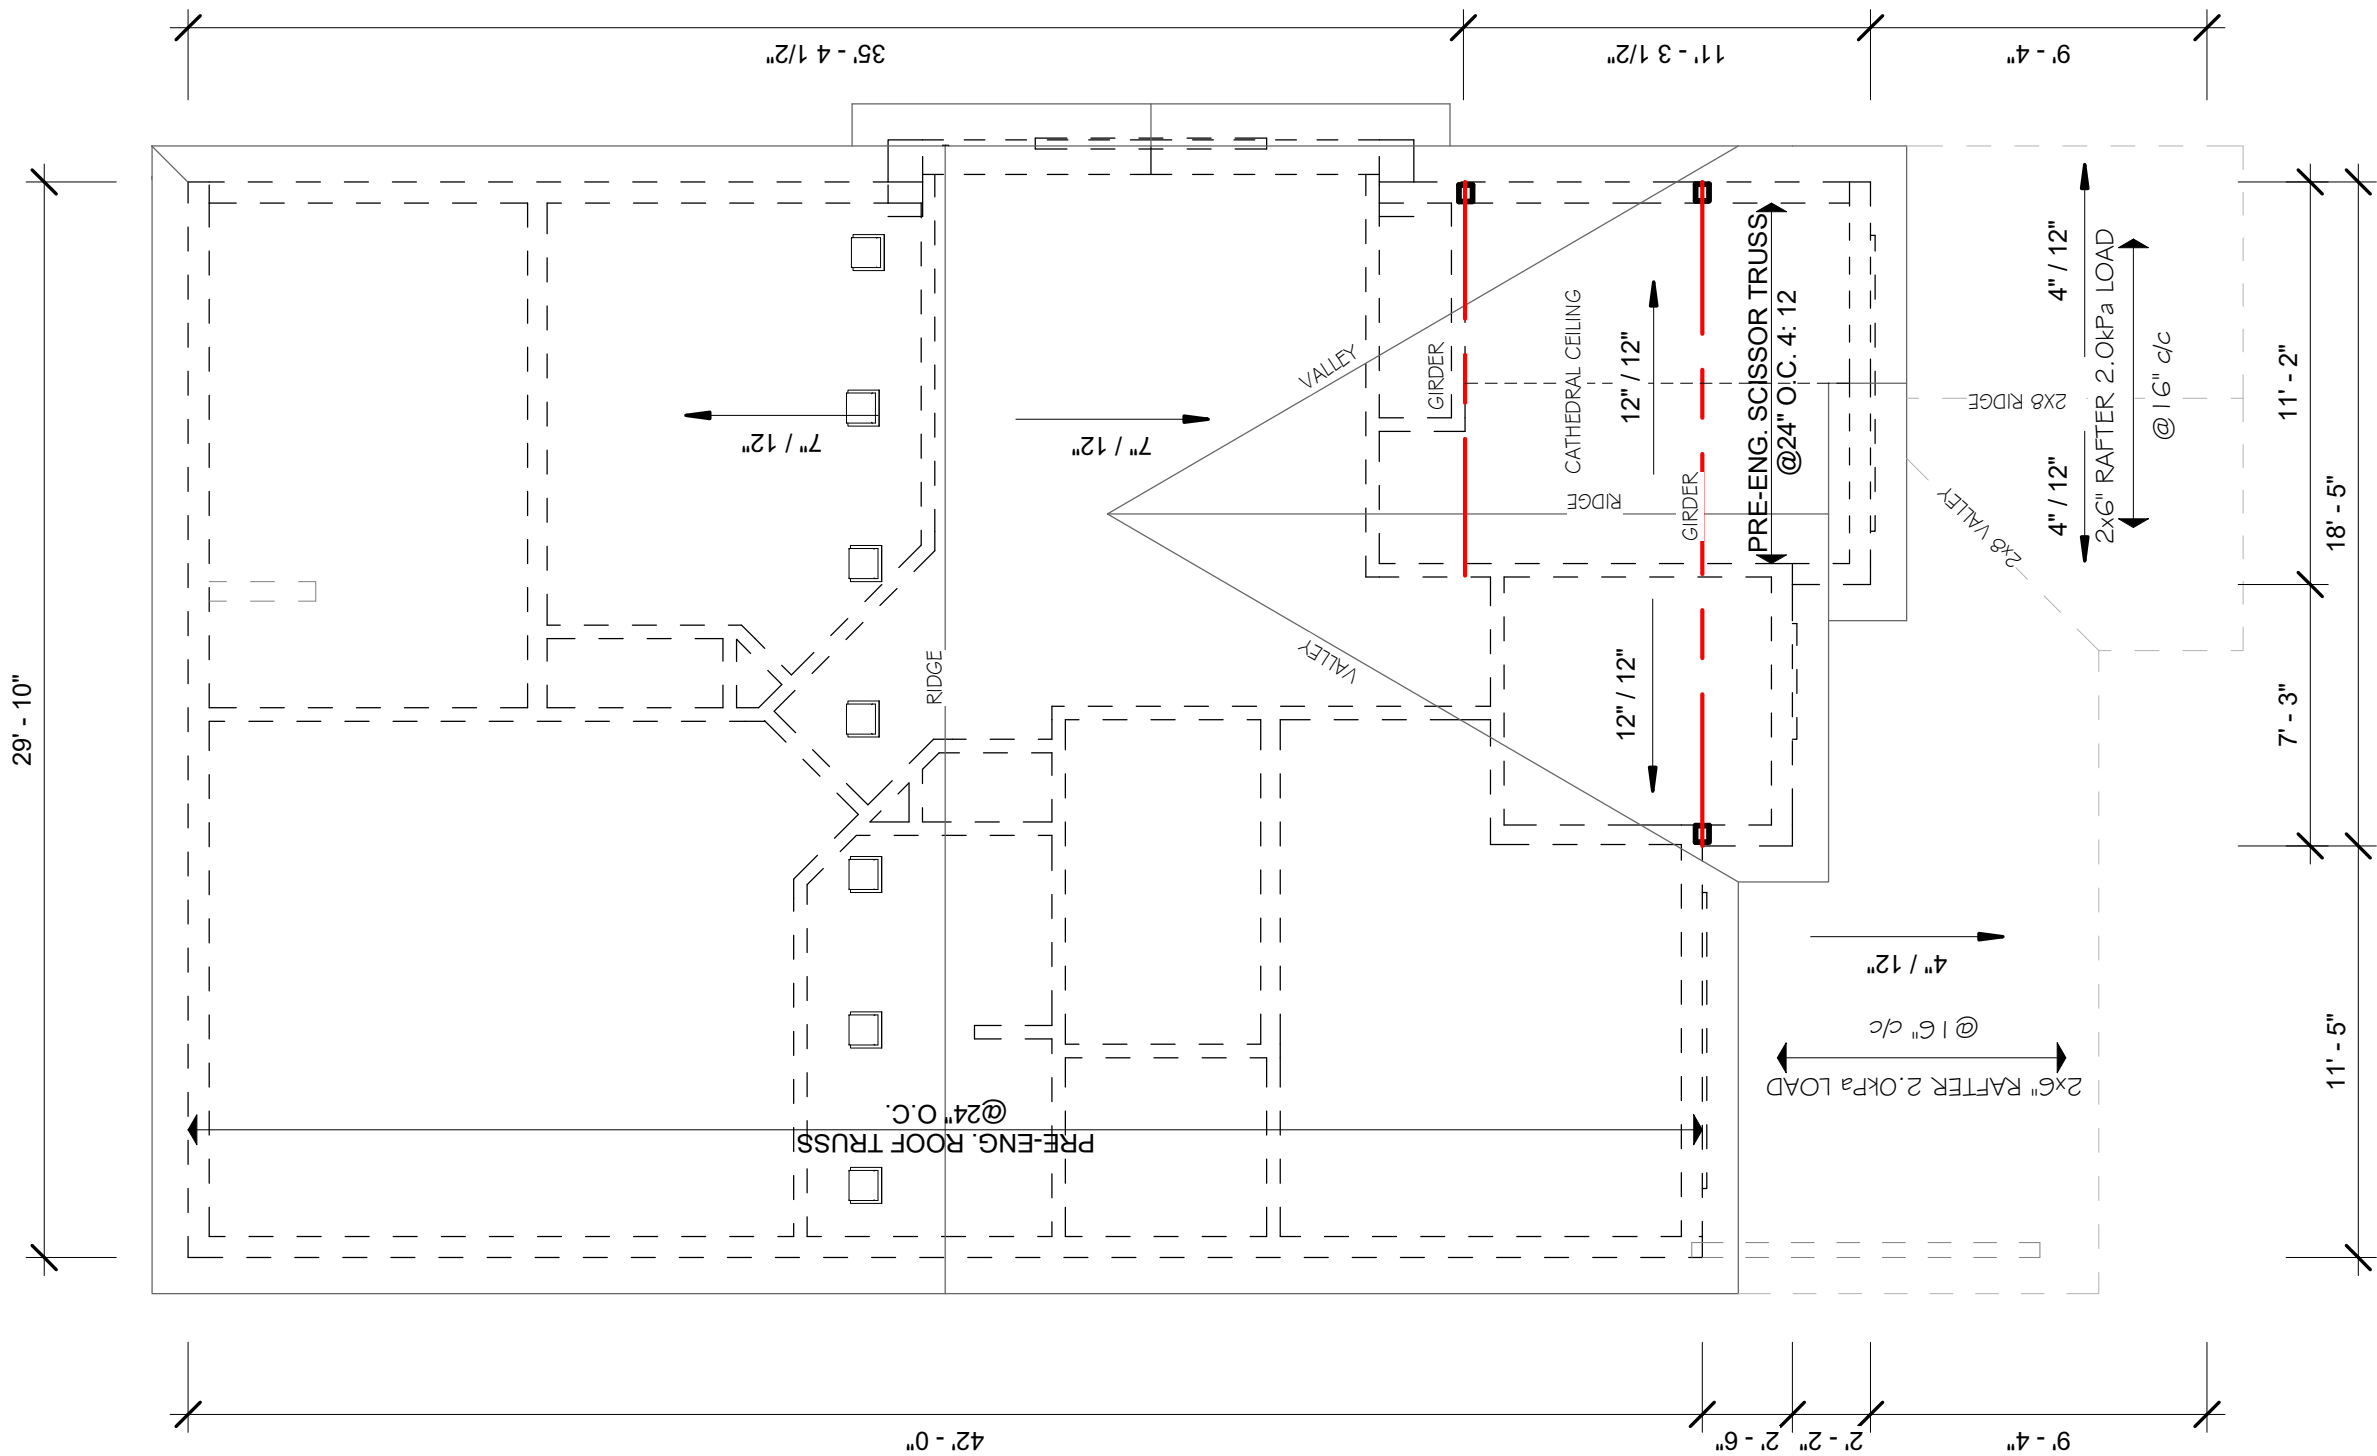 35' - 4 1/2"
11' - 3 1/2"
9' - 4"
29' - 10"
7" / 12"
7" / 12"
RIDGE
VALLEY
VALLEY
GIRDER
CATHEDRAL CEILING
12" / 12"
RIDGE
GIRDER
12" / 12"
PRE-ENG. SCISSOR TRUSS
@24" O.C. 4: 12
2X8 RIDGE
2x8 VALLEY
4" / 12"
4" / 12"
2x6" RAFTER 2.0kPa LOAD
@16" c/c
11' - 2"
7' - 3"
18' - 5"
11' - 5"
4" / 12"
@16" c/c
2x6" RAFTER 2.0kPa LOAD
PRE-ENG. ROOF TRUSS
@24" O.C.
42' - 0"
2' - 6"
2' - 2"
9' - 4"